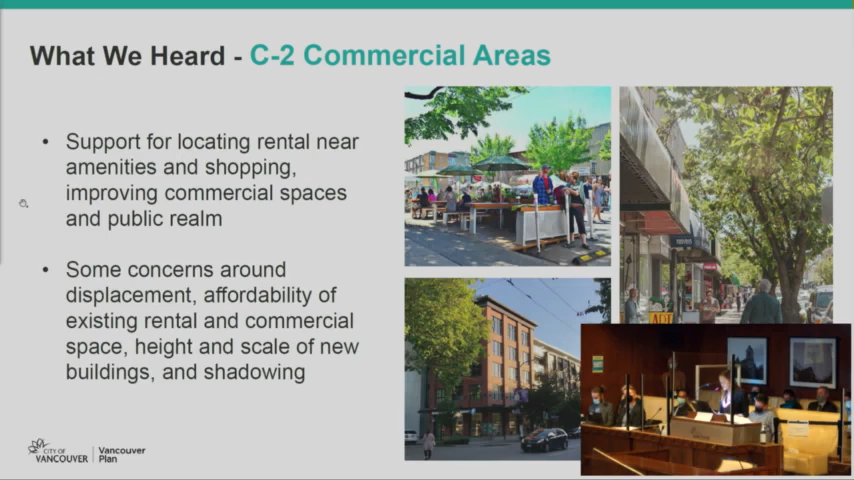 What We Heard - C-2 Commercial Areas
• Support for locating rental near
amenities and shopping,
improving commercial spaces
and public realm
• Some concerns around
displacement, affordability of
existing rental and commercial
space, height and scale of new
buildings, and shadowing
ART
CITY OF
VANCOUVER
Vancouver
Plan